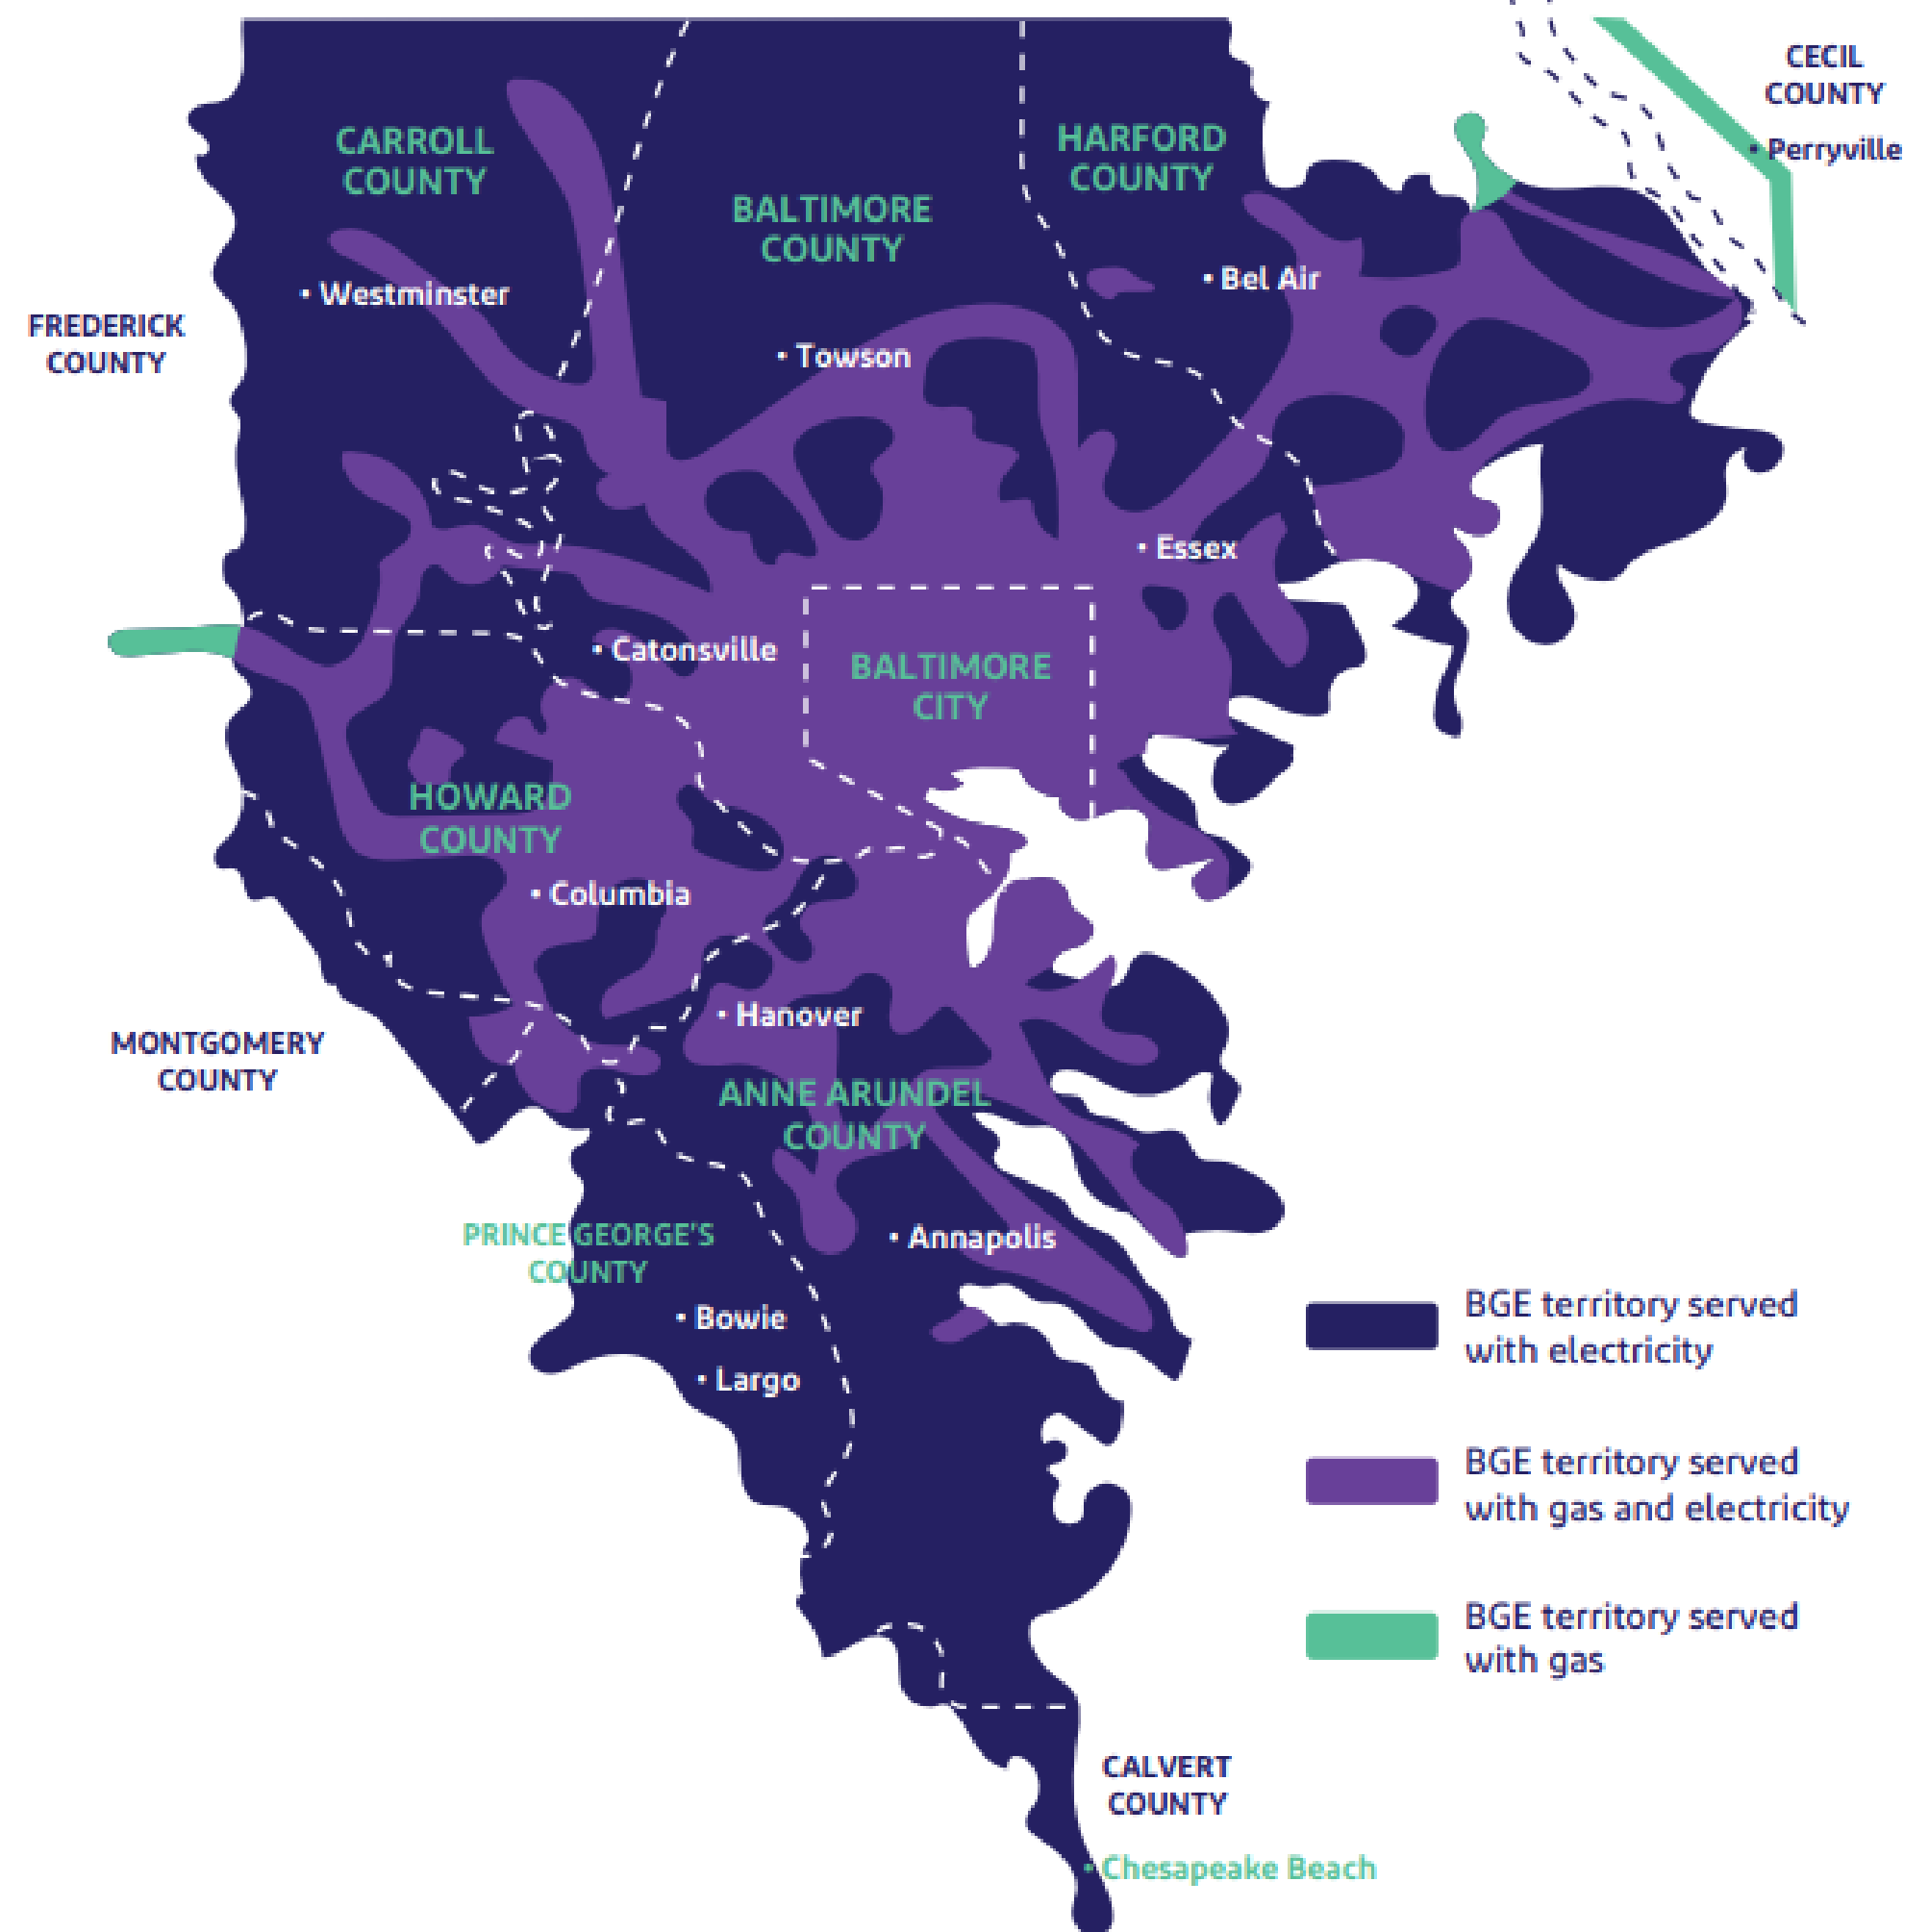 CECIL
COUNTY
• Perryville
CARROLL
COUNTY
HARFORD
COUNTY
BALTIMORE
COUNTY
• Bel Air
• Westminster
FREDERICK
COUNTY
• Towson
• Essex
• Catonsville
BALTIMORE
CITY
HOWARD
COUNTY
• Columbia
• Hanover
MONTGOMERY
COUNTY
ANNE ARUNDEL
COUNTY
PRINCE GEORGE'S
COUNTY
• Annapolis
• Bowie
• Largo
BGE territory served
with electricity
BGE territory served
with gas and electricity
BGE territory served
with gas
CALVERT
COUNTY
• Chesapeake Beach